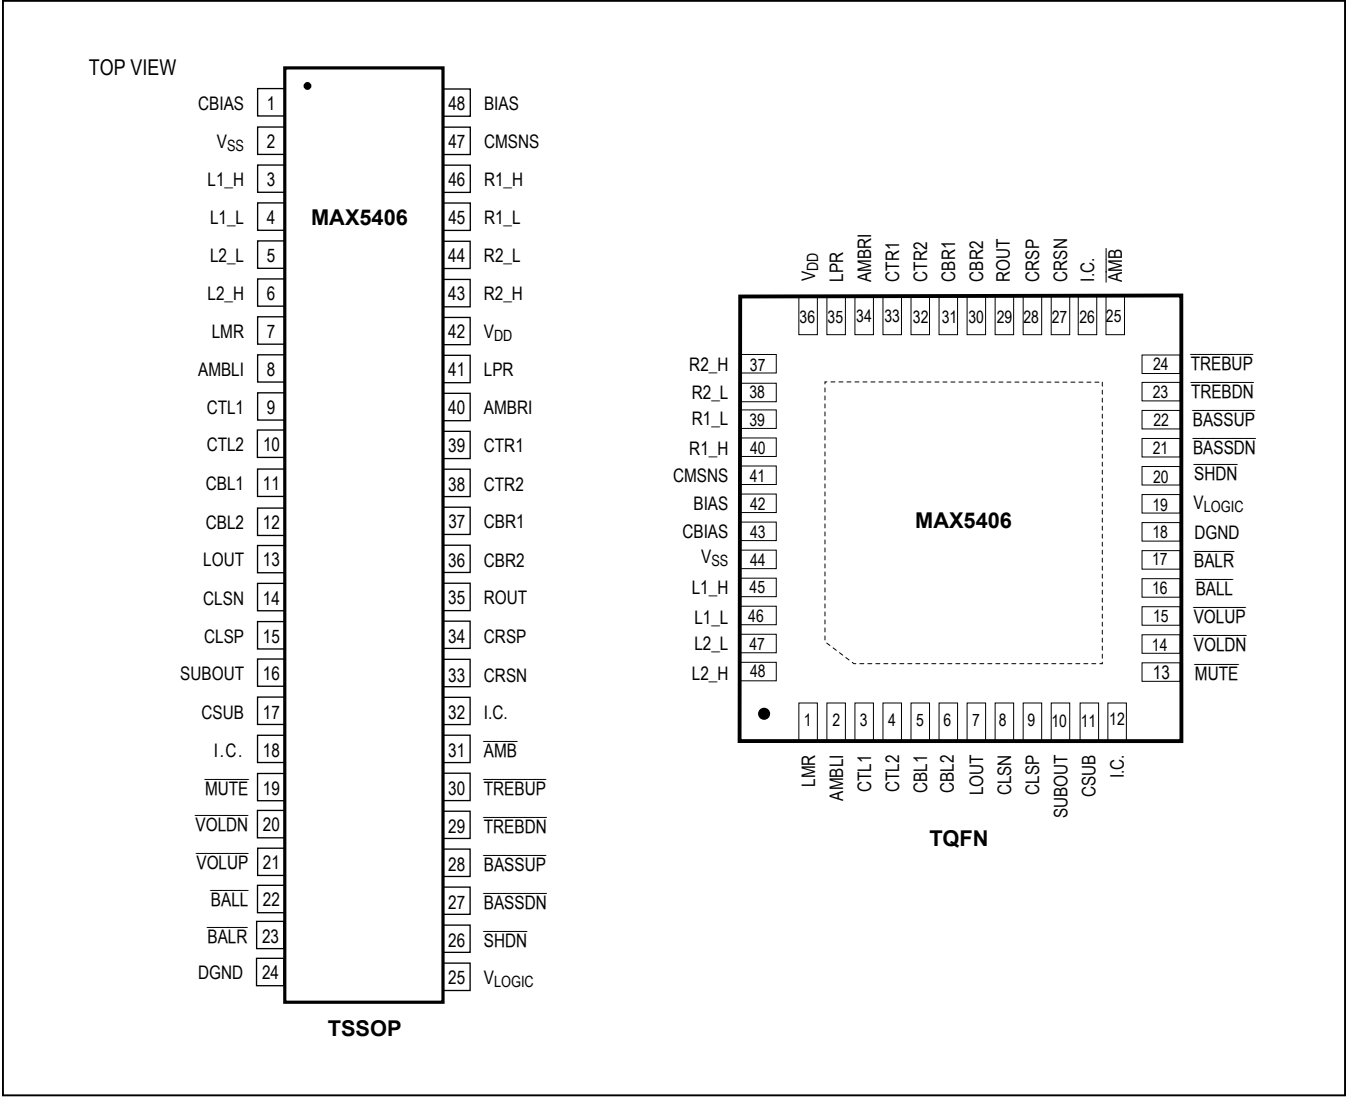 TOP VIEW
CBIAS 1 48 BIAS
VSS 2 47 CMSNS
L1_H 3 46 R1_H
L1_L 4 MAX5406 45 R1_L
L2_L 5 44 R2_L
L2_H 6 43 R2_H
LMR 7 42 VDD
AMBLI 8 41 LPR
CTL1 9 40 AMBRI
CTL2 10 39 CTR1
CBL1 11 38 CTR2
CBL2 12 37 CBR1
LOUT 13 36 CBR2
CLSN 14 35 ROUT
CLSP 15 34 CRSP
SUBOUT 16 33 CRSN
CSUB 17 32 I.C.
I.C. 18 31 AMB
MUTE 19 30 TREBUP
VOLDN 20 29 TREBDN
VOLUP 21 28 BASSUP
BALL 22 27 BASSDN
BALR 23 26 SHDN
DGND 24 25 VLOGIC
TSSOP
VDD LPR AMBRI CTR1 CTR2 CBR1 CBR2 ROUT CRSP CRSN I.C. AMB
36 35 34 33 32 31 30 29 28 27 26 25
R2_H 37 24 TREBUP
R2_L 38 23 TREBDN
R1_L 39 22 BASSUP
R1_H 40 21 BASSDN
CMSNS 41 20 SHDN
BIAS 42 19 VLOGIC
MAX5406
CBIAS 43 18 DGND
VSS 44 17 BALR
L1_H 45 16 BALL
L1_L 46 15 VOLUP
L2_L 47 14 VOLDN
L2_H 48 13 MUTE
1 2 3 4 5 6 7 8 9 10 11 12
LMR AMBLI CTL1 CTL2 CBL1 CBL2 LOUT CLSN CLSP SUBOUT CSUB I.C.
TQFN